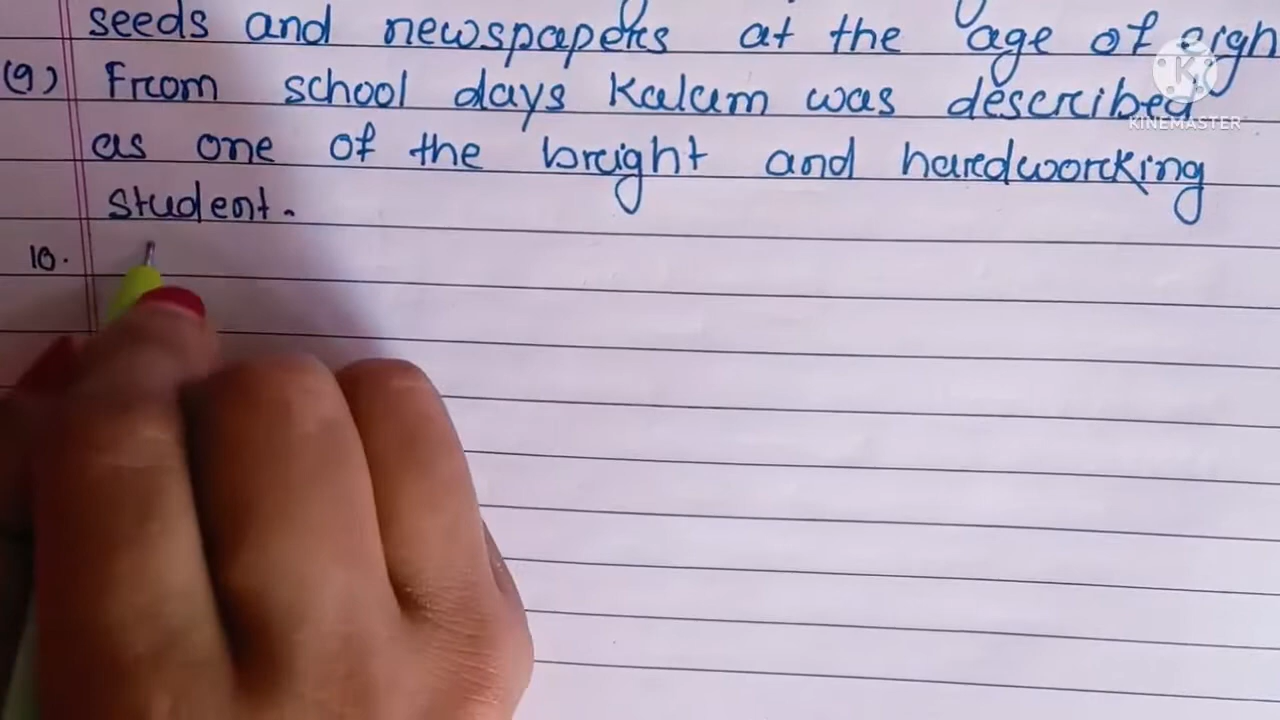 seeds and newspapers at the age of eigh
(9) From school days Kalam was described
as one of the bright and hardworking
student.
10.
KINEMASTER